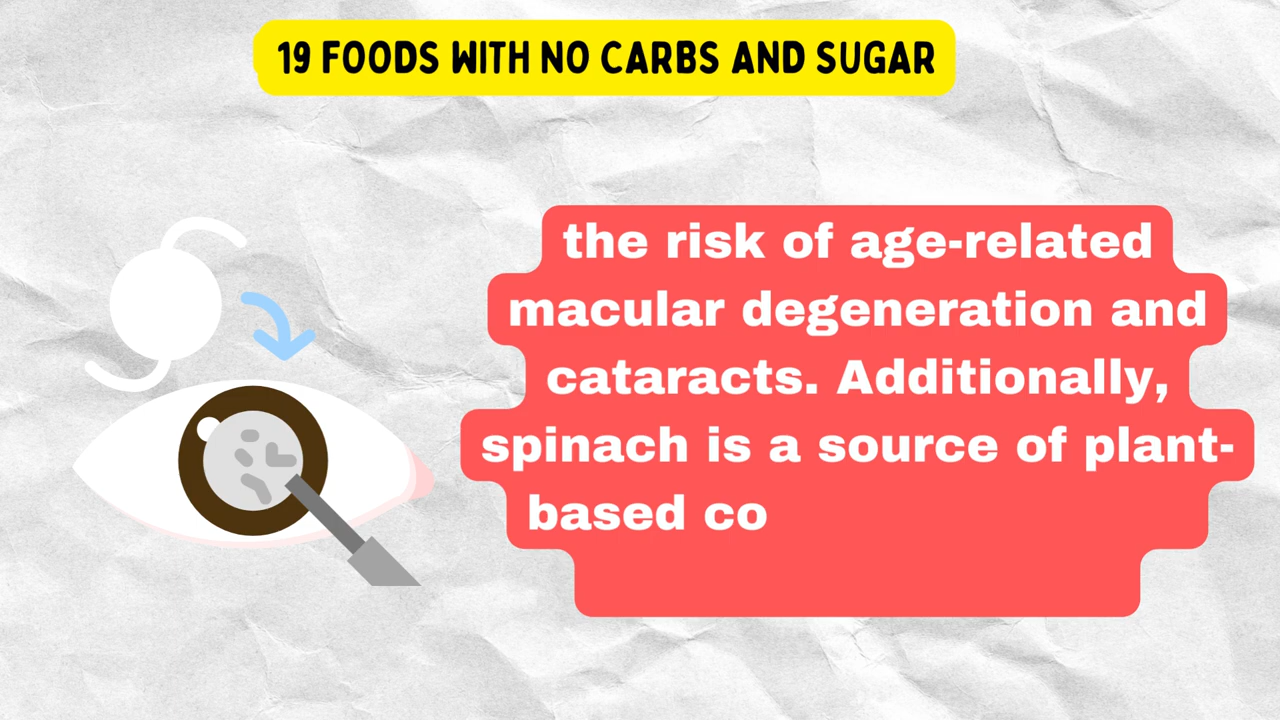 19 FOODS WITH NO CARBS AND SUGAR
the risk of age-related
macular degeneration and
cataracts. Additionally,
spinach is a source of plant-
based co